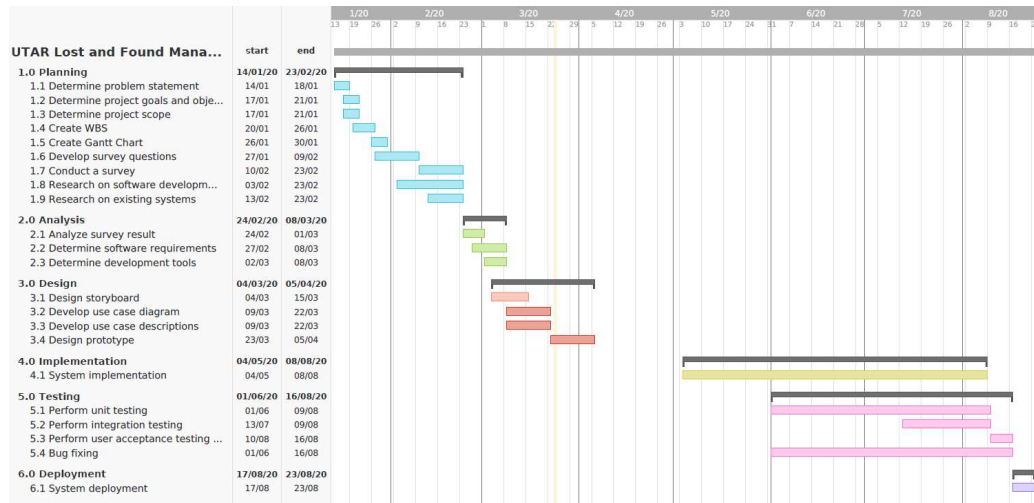 1/20 2/20 3/20 4/20 5/20 6/20 7/20 8/20
13 19 26 2 9 16 23 1 8 15 22 29 5 12 19 26 3 10 17 24 31 7 14 21 28 5 12 19 26 2 9 16
UTAR Lost and Found Mana... start end
1.0 Planning 14/01/20 23/02/20
1.1 Determine problem statement 14/01 18/01
1.2 Determine project goals and obje... 17/01 21/01
1.3 Determine project scope 17/01 21/01
1.4 Create WBS 20/01 26/01
1.5 Create Gantt Chart 26/01 30/01
1.6 Develop survey questions 27/01 09/02
1.7 Conduct a survey 10/02 23/02
1.8 Research on software developm... 03/02 23/02
1.9 Research on existing systems 13/02 23/02
2.0 Analysis 24/02/20 08/03/20
2.1 Analyze survey result 24/02 01/03
2.2 Determine software requirements 27/02 08/03
2.3 Determine development tools 02/03 08/03
3.0 Design 04/03/20 05/04/20
3.1 Design storyboard 04/03 15/03
3.2 Develop use case diagram 09/03 22/03
3.3 Develop use case descriptions 09/03 22/03
3.4 Design prototype 23/03 05/04
4.0 Implementation 04/05/20 08/08/20
4.1 System implementation 04/05 08/08
5.0 Testing 01/06/20 16/08/20
5.1 Perform unit testing 01/06 09/08
5.2 Perform integration testing 13/07 09/08
5.3 Perform user acceptance testing ... 10/08 16/08
5.4 Bug fixing 01/06 16/08
6.0 Deployment 17/08/20 23/08/20
6.1 System deployment 17/08 23/08